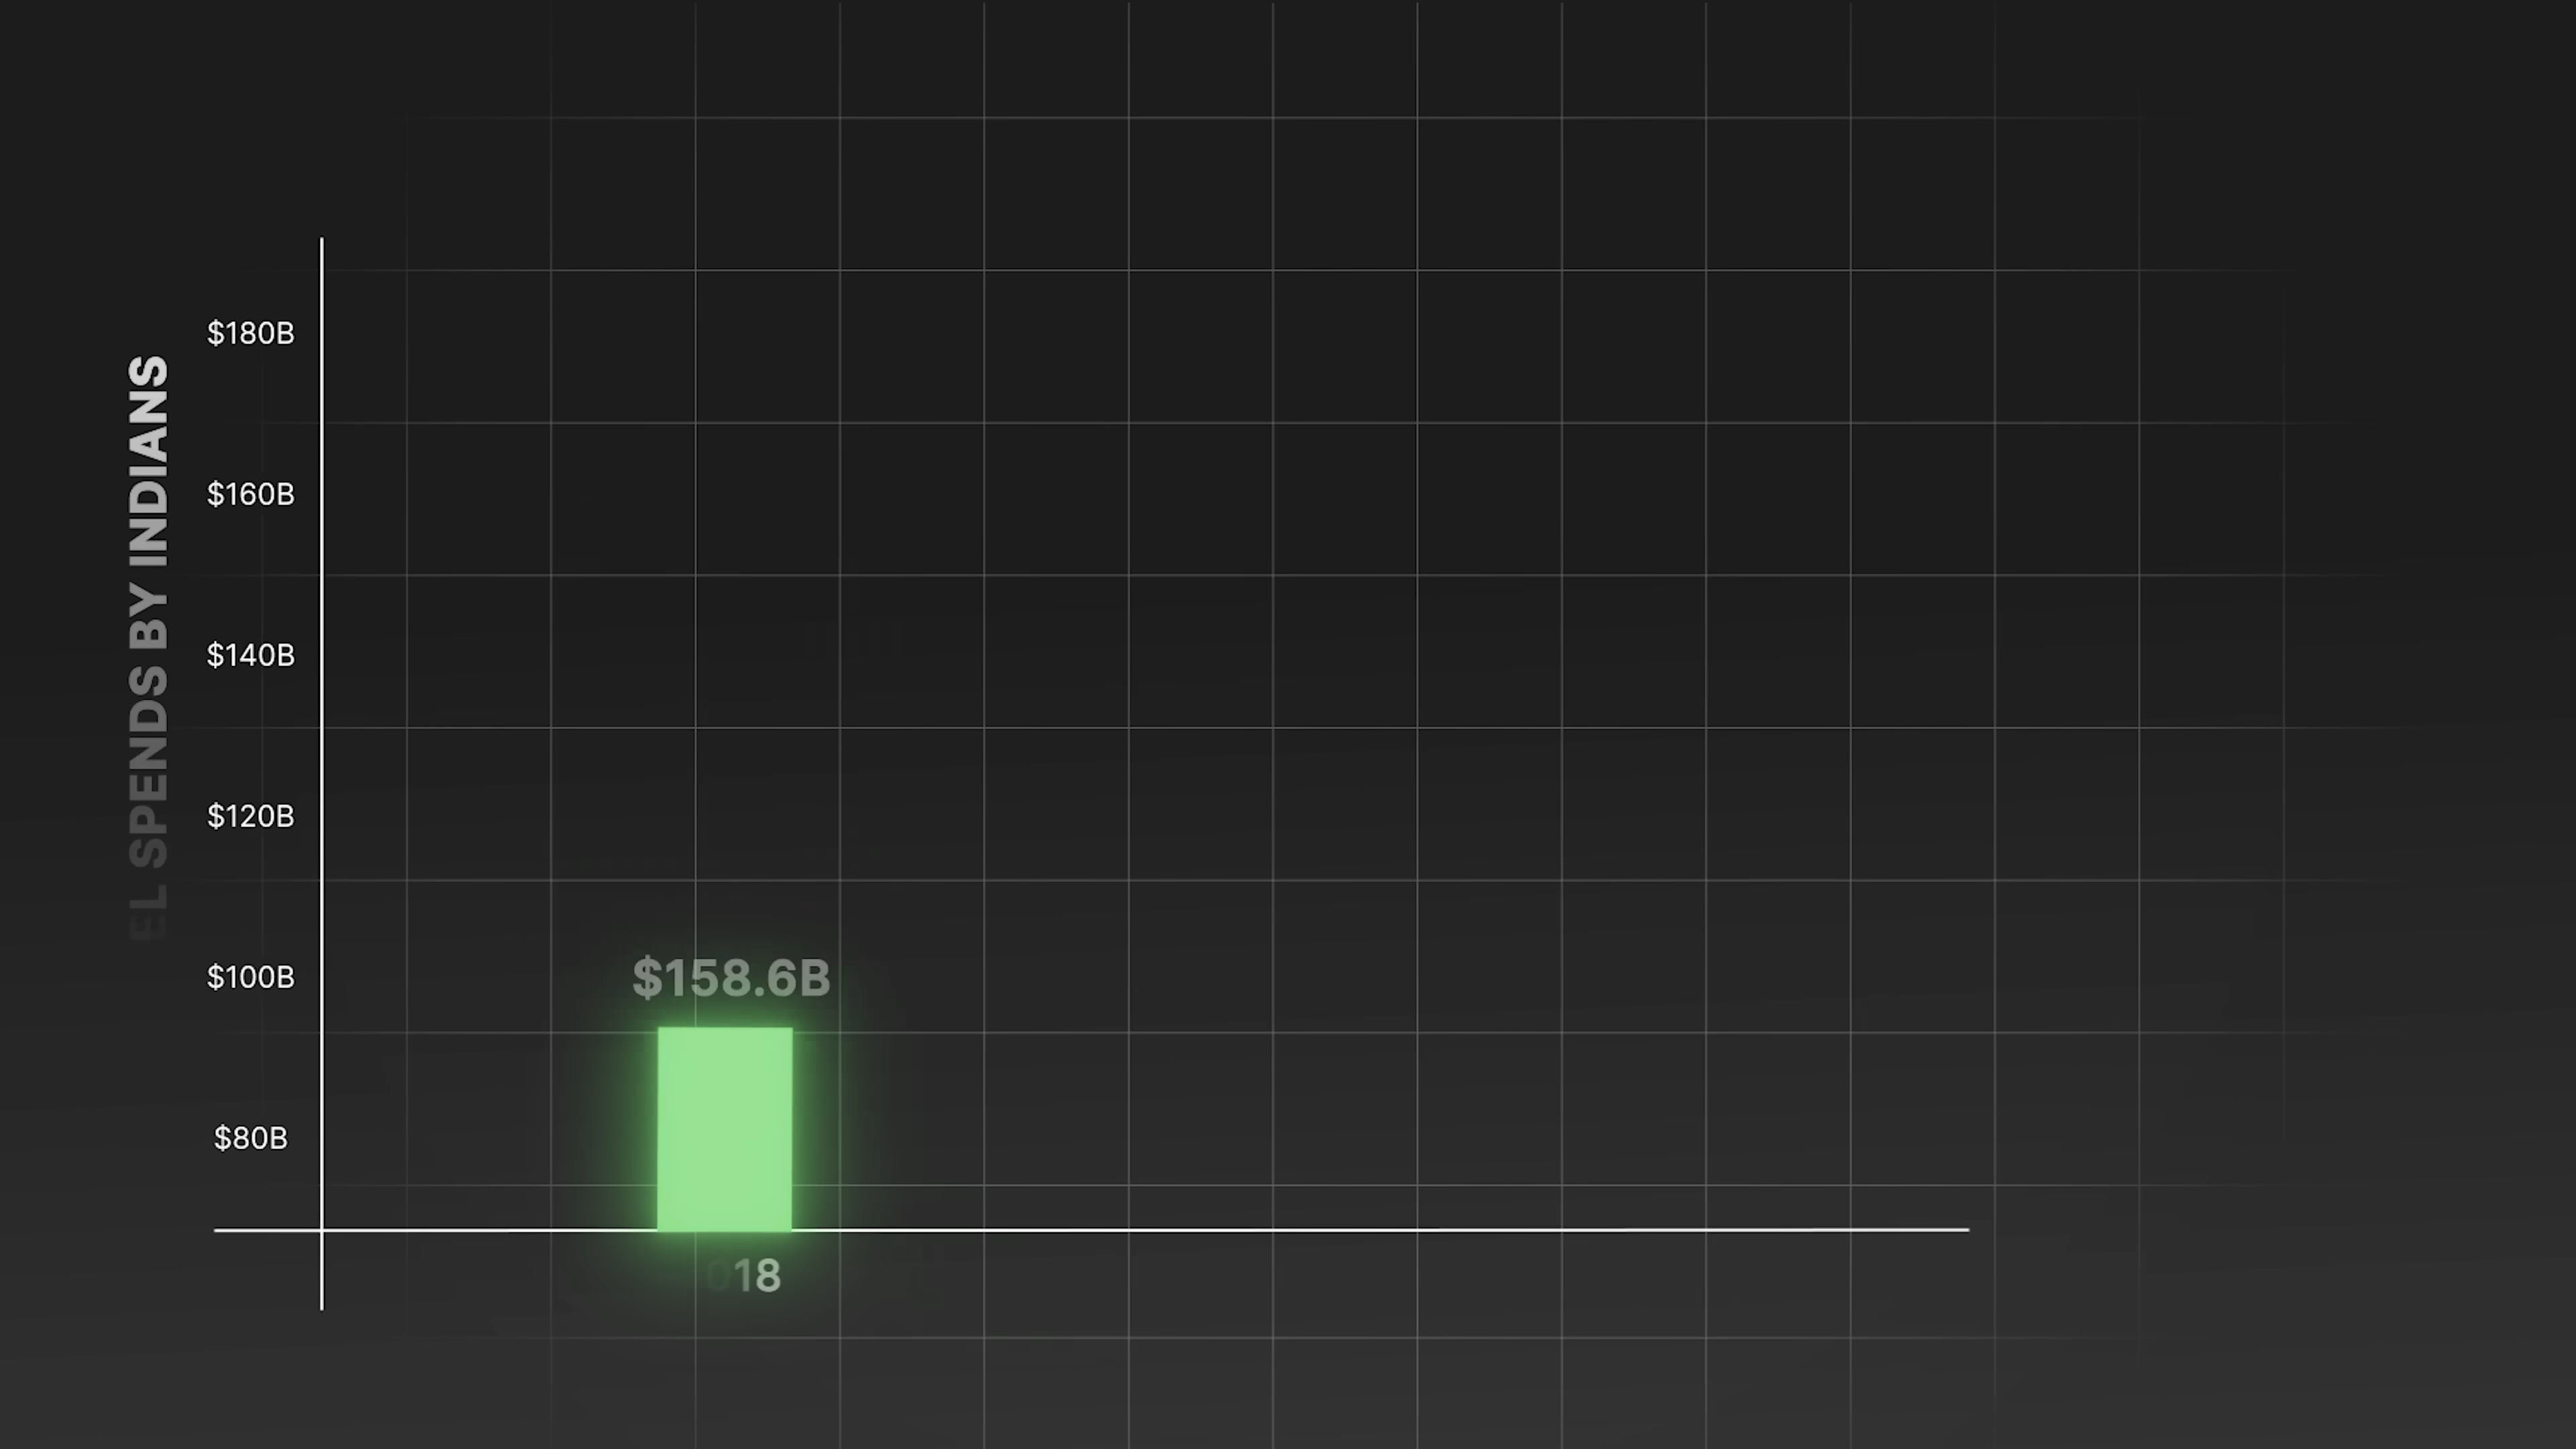 EL SPENDS BY INDIANS
$180B
$160B
$140B
$120B
$100B
$80B
$158.6B
018